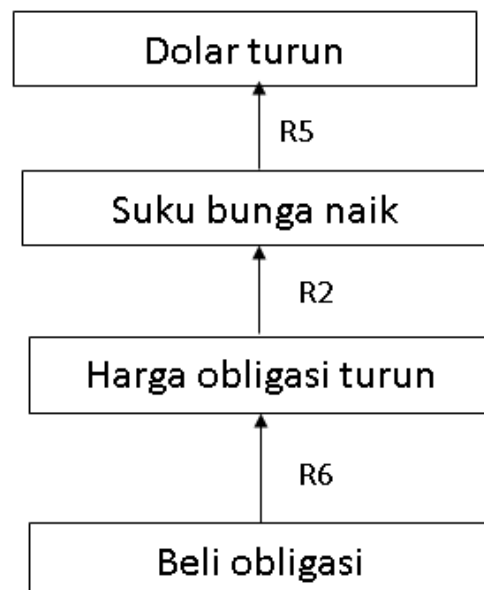 Dolar turun
R5
Suku bunga naik
R2
Harga obligasi turun
R6
Beli obligasi